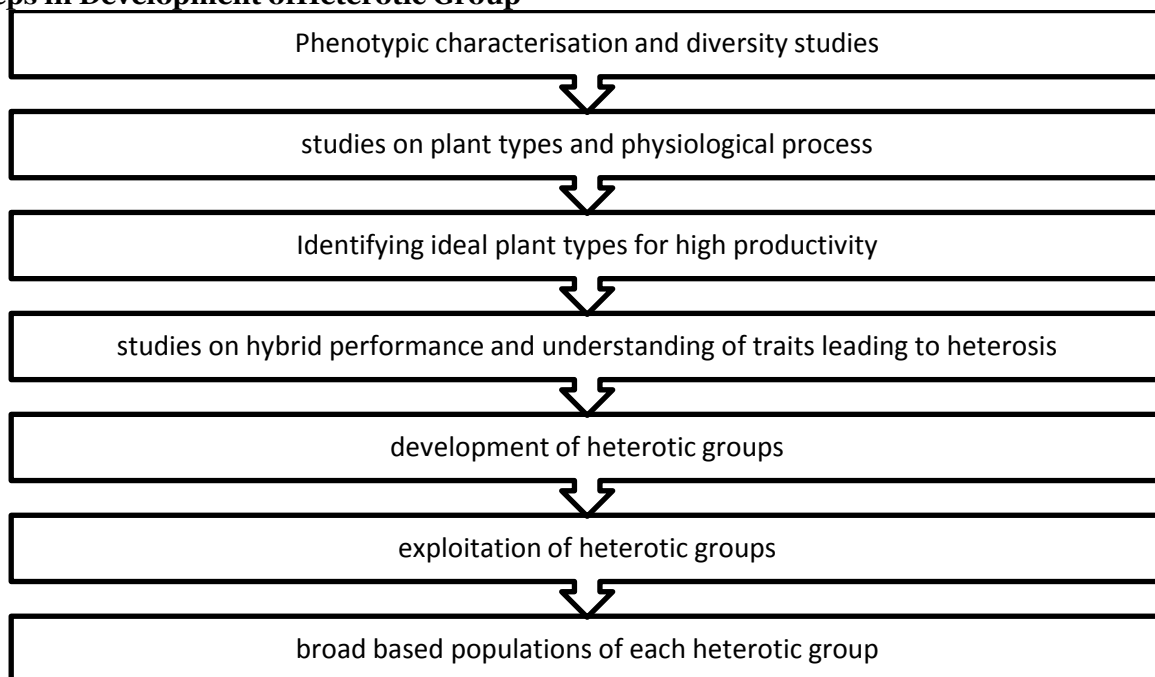 in Development ofHeterotic Group
Phenotypic characterisation and diversity studies
studies on plant types and physiological process
Identifying ideal plant types for high productivity
studies on hybrid performance and understanding of traits leading to heterosis
development of heterotic groups
exploitation of heterotic groups
broad based populations of each heterotic group